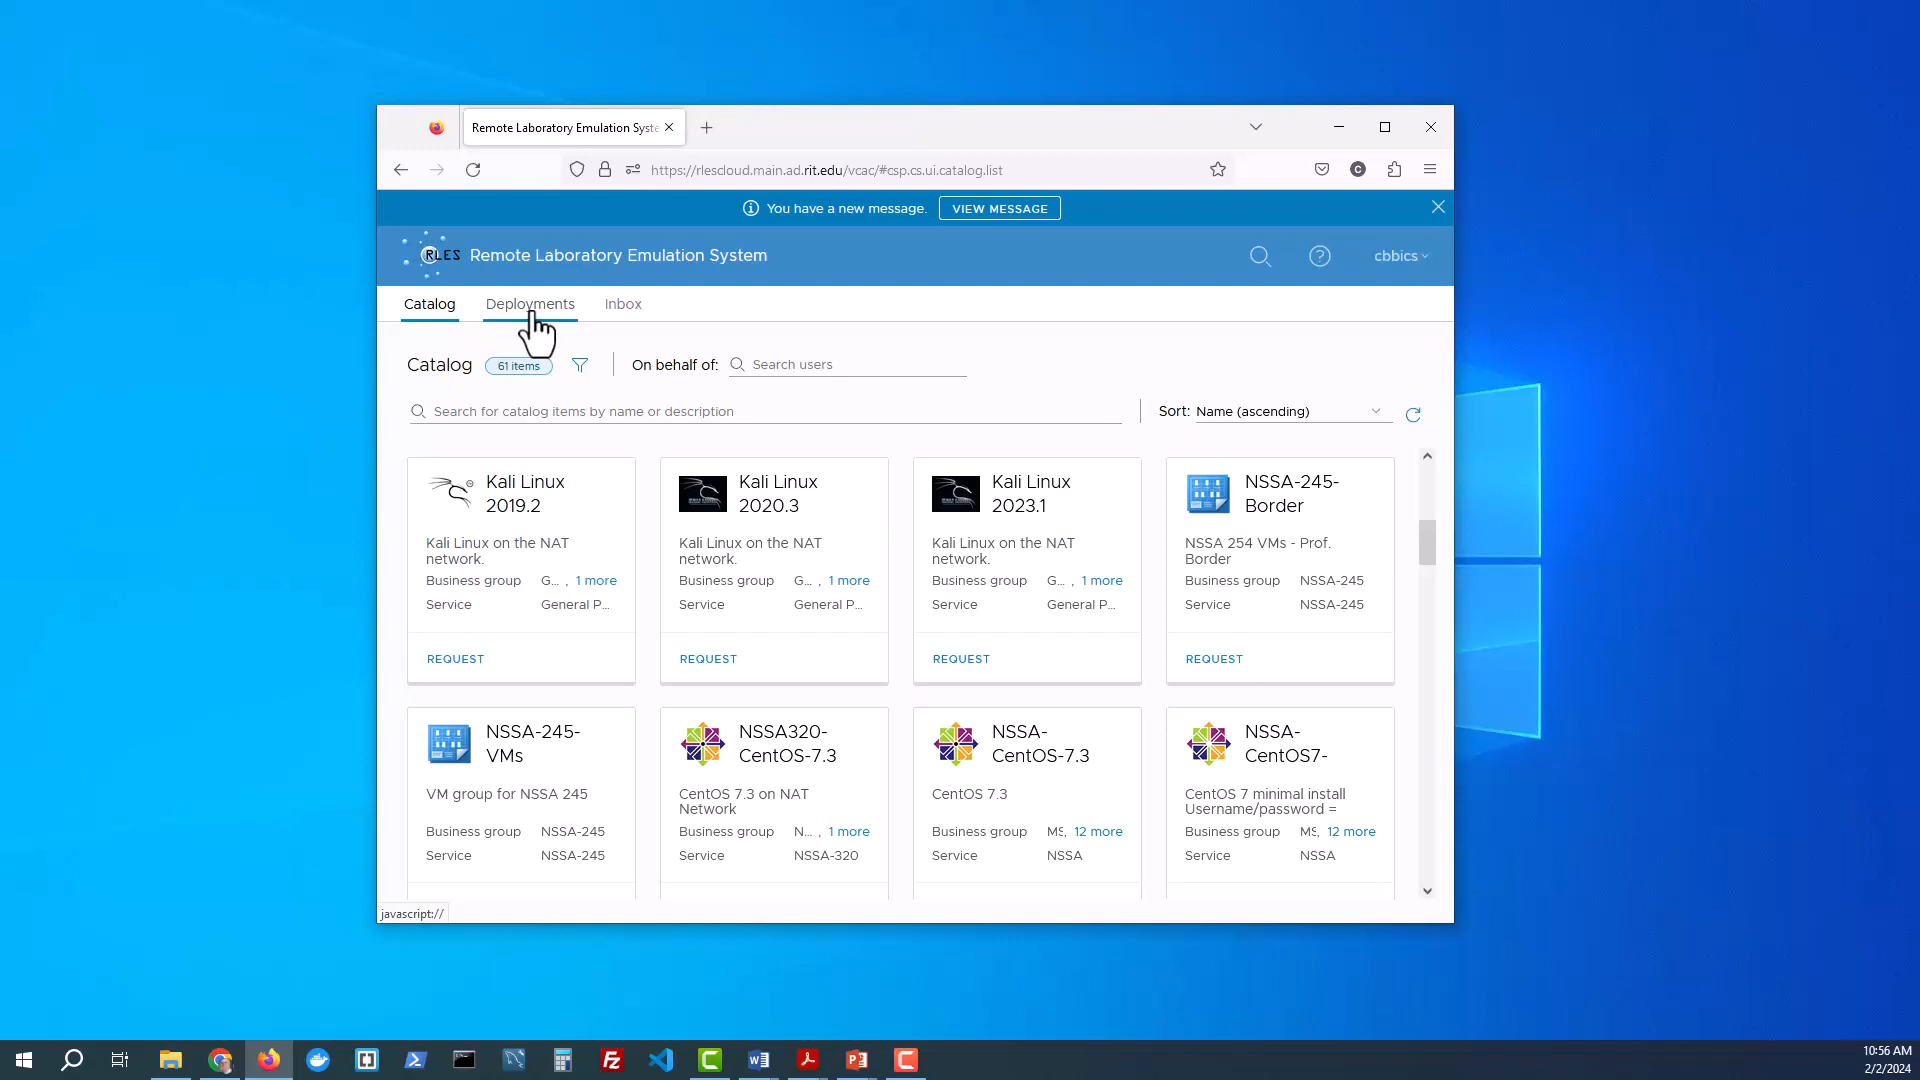 Remote Laboratory Emulation Syste
https://rlescloud.main.ad.rit.edu/vcac/#csp.cs.ui.catalog.list
You have a new message. VIEW MESSAGE
RLES Remote Laboratory Emulation System
cbbics
Catalog Deployments Inbox
Catalog 61 items On behalf of: Search users
Search for catalog items by name or description Sort: Name (ascending)
Kali Linux
2019.2
Kali Linux on the NAT
network.
Business group G... , 1 more
Service General P...
REQUEST
Kali Linux
2020.3
Kali Linux on the NAT
network.
Business group G... , 1 more
Service General P...
REQUEST
Kali Linux
2023.1
Kali Linux on the NAT
network.
Business group G... , 1 more
Service General P...
REQUEST
NSSA-245-
Border
NSSA 254 VMs - Prof.
Border
Business group NSSA-245
Service NSSA-245
REQUEST
NSSA-245-
VMs
VM group for NSSA 245
Business group NSSA-245
Service NSSA-245
NSSA320-
CentOS-7.3
CentOS 7.3 on NAT
Network
Business group N... , 1 more
Service NSSA-320
NSSA-
CentOS-7.3
CentOS 7.3
Business group MS, 12 more
Service NSSA
NSSA-
CentOS7-
CentOS 7 minimal install
Username/password =
Business group MS, 12 more
Service NSSA
javascript://
10:56 AM
2/2/2024